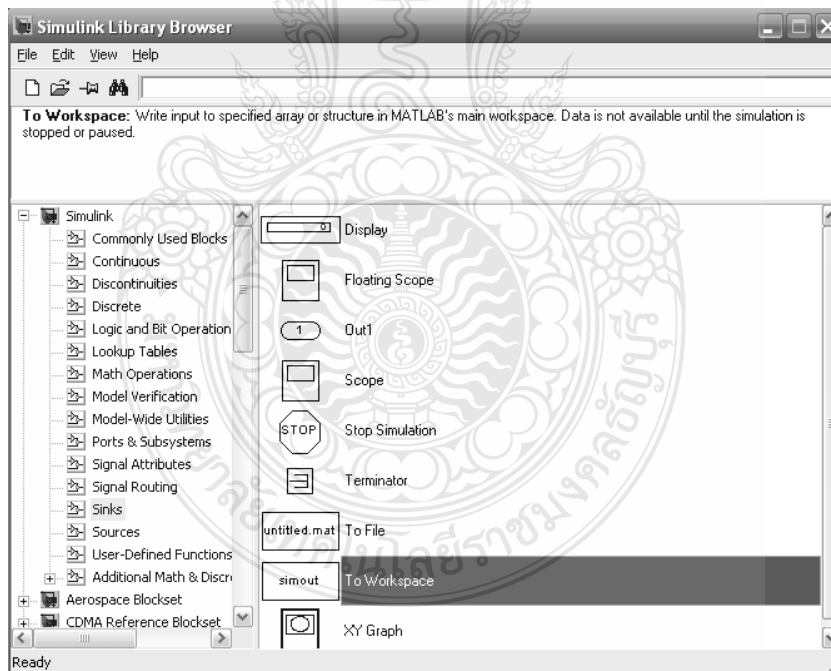 Simulink Library Browser
File Edit View Help
To Workspace: Write input to specified array or structure in MATLAB's main workspace. Data is not available until the simulation is
stopped or paused.
Simulink
Commonly Used Blocks
Continuous
Discontinuities
Discrete
Logic and Bit Operation
Lookup Tables
Math Operations
Model Verification
Model-Wide Utilities
Ports & Subsystems
Signal Attributes
Signal Routing
Sinks
Sources
User-Defined Functions
Additional Math & Discr
Aerospace Blockset
CDMA Reference Blockset
Display
Floating Scope
1 Out1
Scope
STOP Stop Simulation
Terminator
untitled.mat To File
simout To Workspace
XY Graph
Ready